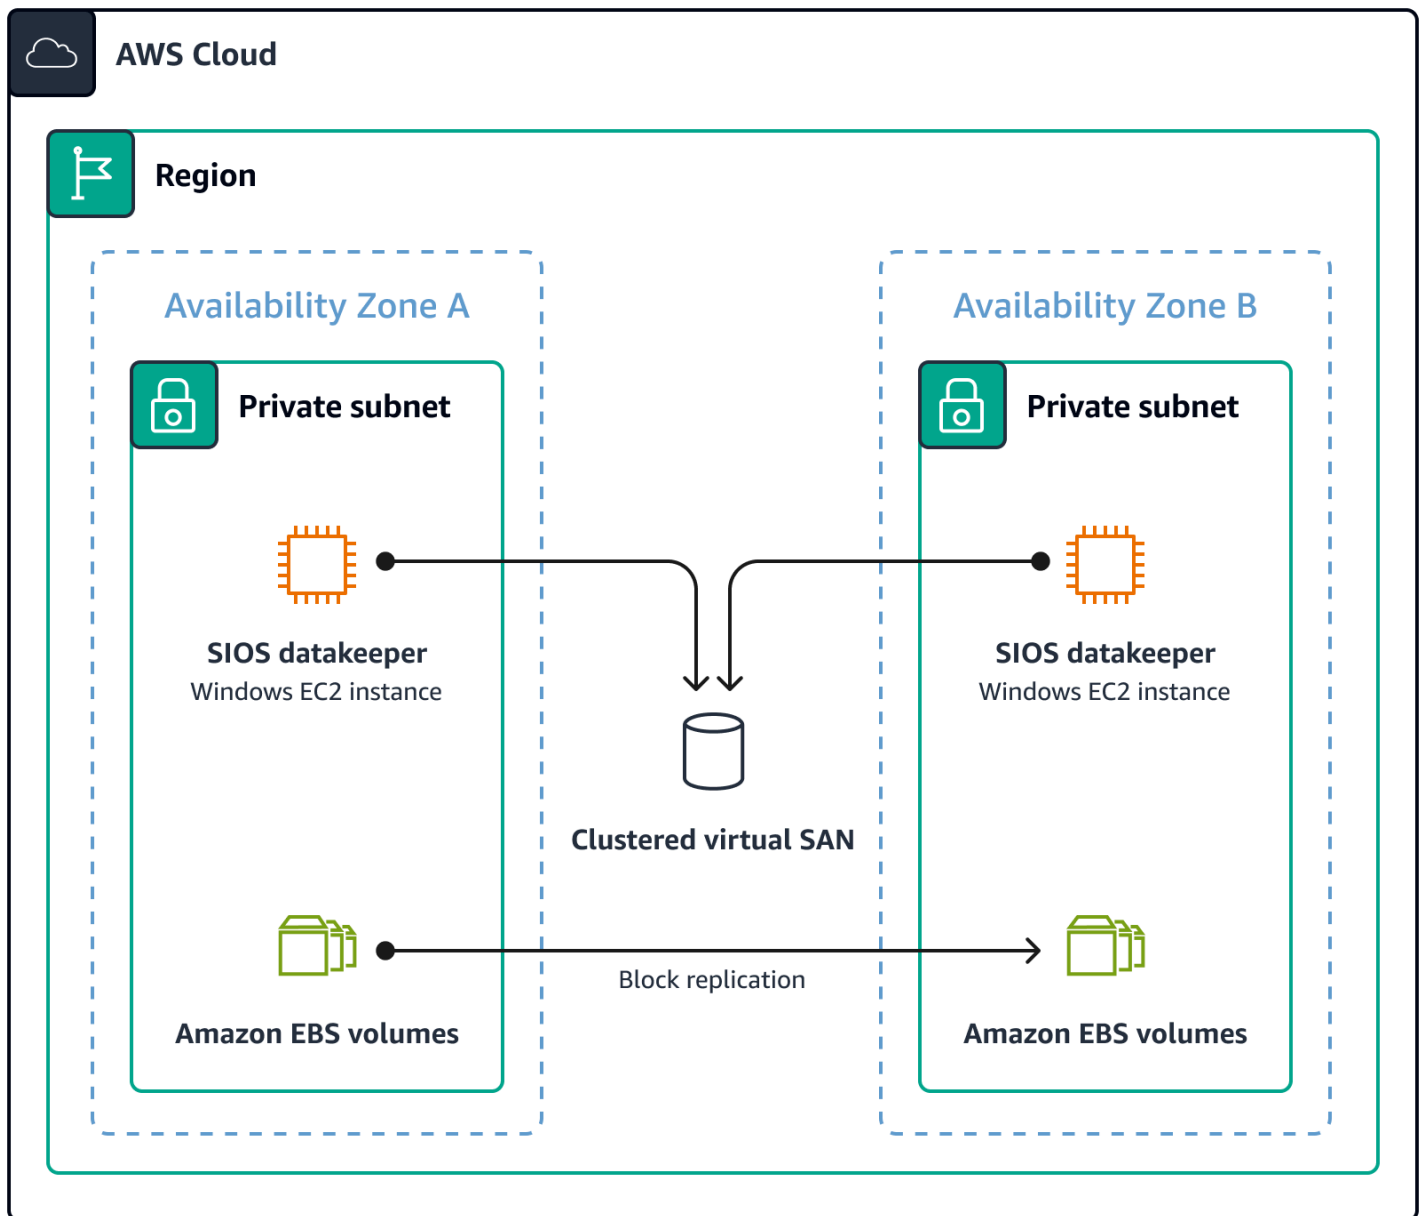 AWS Cloud
Region
Availability Zone A
Private subnet
SIOS datakeeper
Windows EC2 instance
Amazon EBS volumes
Clustered virtual SAN
Block replication
Availability Zone B
Private subnet
SIOS datakeeper
Windows EC2 instance
Amazon EBS volumes